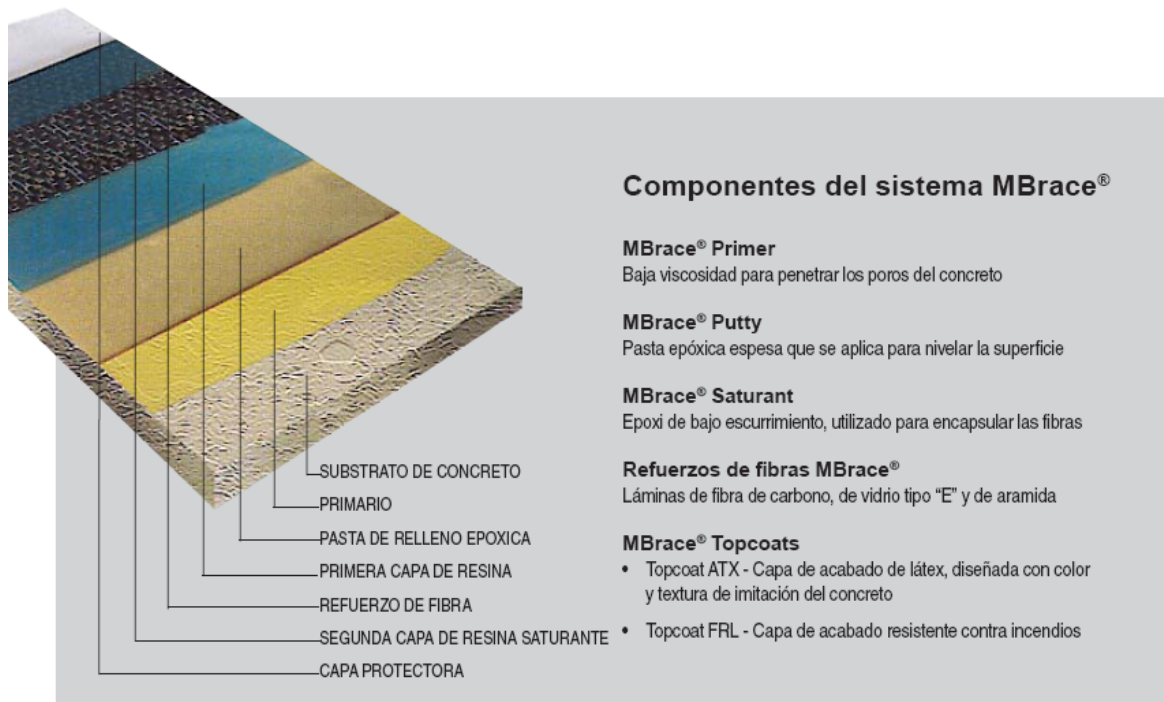 SUBSTRATO DE CONCRETO
PRIMARIO
PASTA DE RELLENO EPOXICA
PRIMERA CAPA DE RESINA
REFUERZO DE FIBRA
SEGUNDA CAPA DE RESINA SATURANTE
CAPA PROTECTORA
Componentes del sistema MBrace®
MBrace® Primer
Baja viscosidad para penetrar los poros del concreto
MBrace® Putty
Pasta epóxica espesa que se aplica para nivelar la superficie
MBrace® Saturant
Epoxi de bajo escurrimiento, utilizado para encapsular las fibras
Refuerzos de fibras MBrace®
Láminas de fibra de carbono, de vidrio tipo “E” y de aramida
MBrace® Topcoats
• Topcoat ATX - Capa de acabado de látex, diseñada con color
y textura de imitación del concreto
• Topcoat FRL - Capa de acabado resistente contra incendios